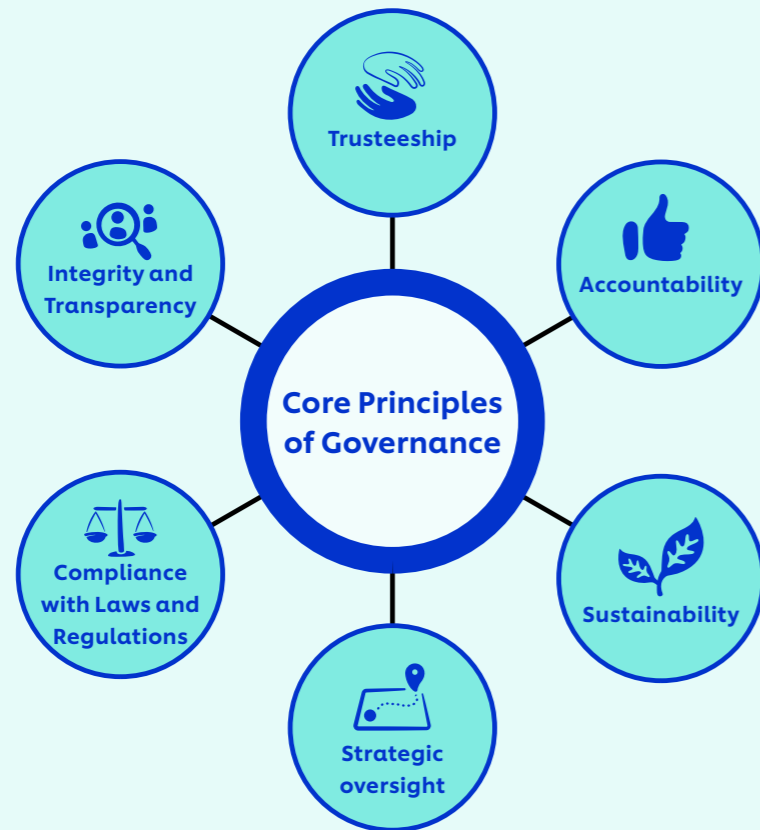 Trusteeship
Integrity and
Transparency
Accountability
Core Principles
of Governance
Compliance
with Laws and
Regulations
Sustainability
Strategic
oversight